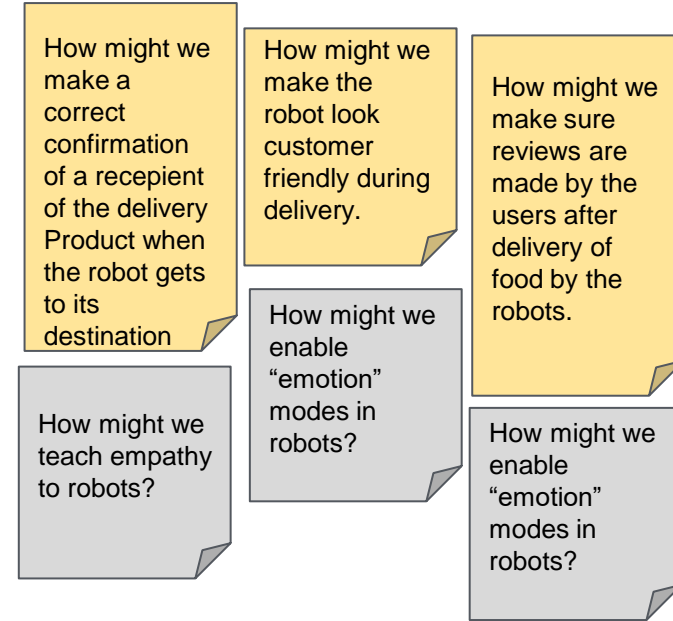 How might we
make a
correct
confirmation
of a recepient
of the delivery
Product when
the robot gets
to its
destination
How might we
make the
robot look
customer
friendly during
delivery.
How might we
make sure
reviews are
made by the
users after
delivery of
food by the
robots.
How might we
teach empathy
to robots?
How might we
enable
“emotion”
modes in
robots?
How might we
enable
“emotion”
modes in
robots?